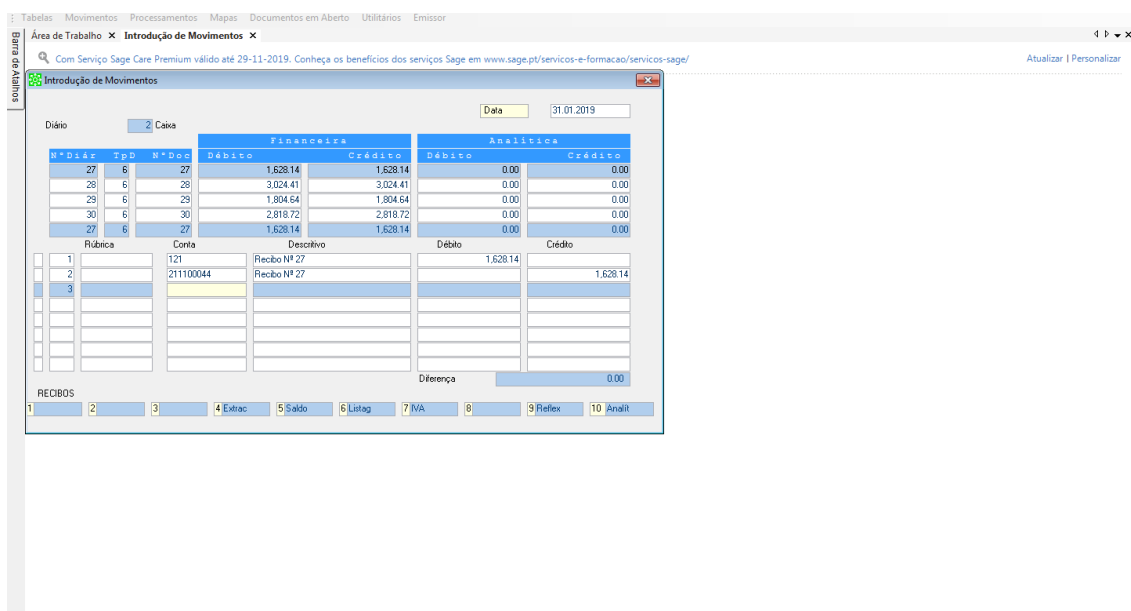 Tabelas Movimentos Processamentos Mapas Documentos em Aberto Utilitários Emissor
Área de Trabalho × Introdução de Movimentos ×
Barra de Atalhos
Com Serviço Sage Care Premium válido até 29-11-2019. Conheça os benefícios dos serviços Sage em www.sage.pt/servicos-e-formacao/servicos-sage/ Atualizar | Personalizar
Introdução de Movimentos
Data 31.01.2019
Diário 2 Caixa
Financeira Analítica
NºDiár TpD NºDoc Débito Crédito Débito Crédito
27 6 27 1,628.14 1,628.14 0.00 0.00
28 6 28 3,024.41 3,024.41 0.00 0.00
29 6 29 1,804.64 1,804.64 0.00 0.00
30 6 30 2,818.72 2,818.72 0.00 0.00
27 6 27 1,628.14 1,628.14 0.00 0.00
Rúbrica Conta Descritivo Débito Crédito
1 121 Recibo Nº 27 1,628.14
2 211100044 Recibo Nº 27 1,628.14
3
Diferença 0.00
RECIBOS
1 2 3 4 Extrac 5 Saldo 6 Listag 7 IVA 8 9 Reflex 10 Analít